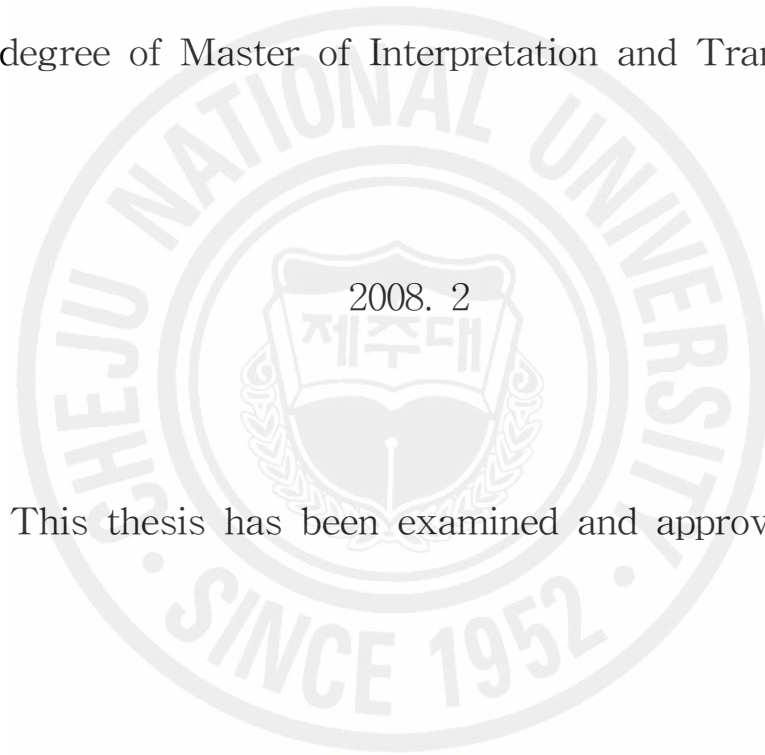 degree of Master of Interpretation and Tran
CHEJU NATIONAL UNIVERSITY
2008. 2
제주대
This thesis has been examined and approv
· SINCE 1952 ·